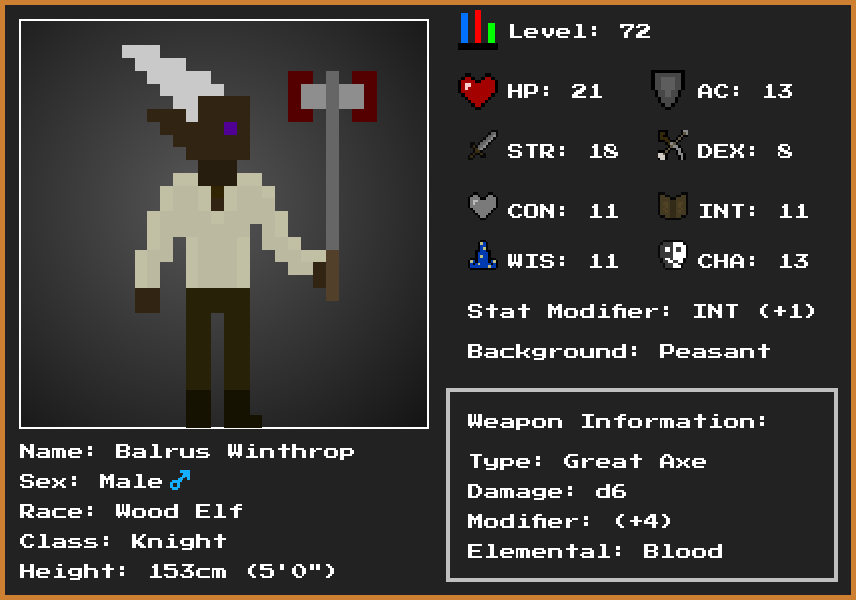 Level: 72
HP: 21
AC: 13
STR: 18
DEX: 8
CON: 11
INT: 11
WIS: 11
CHA: 13
Stat Modifier: INT (+1)
Background: Peasant
Name: Balrus Winthrop
Sex: Male♂
Race: Wood Elf
Class: Knight
Height: 153cm (5'0")
Weapon Information:
Type: Great Axe
Damage: d6
Modifier: (+4)
Elemental: Blood